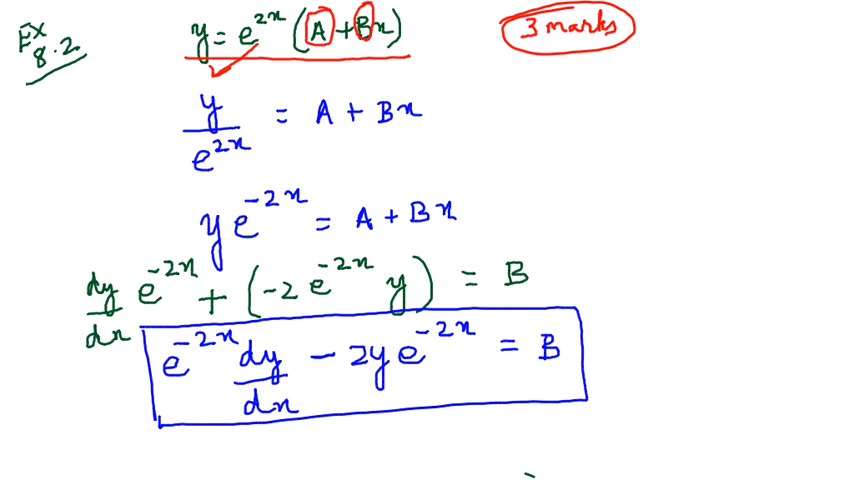 Ex 8.2 y = e^{2x} (A + Bx) 3 marks
y/e^{2x} = A + Bx
y e^{-2x} = A + Bx
dy/dx e^{-2x} + (-2 e^{-2x} y) = B
e^{-2x} dy/dx - 2y e^{-2x} = B